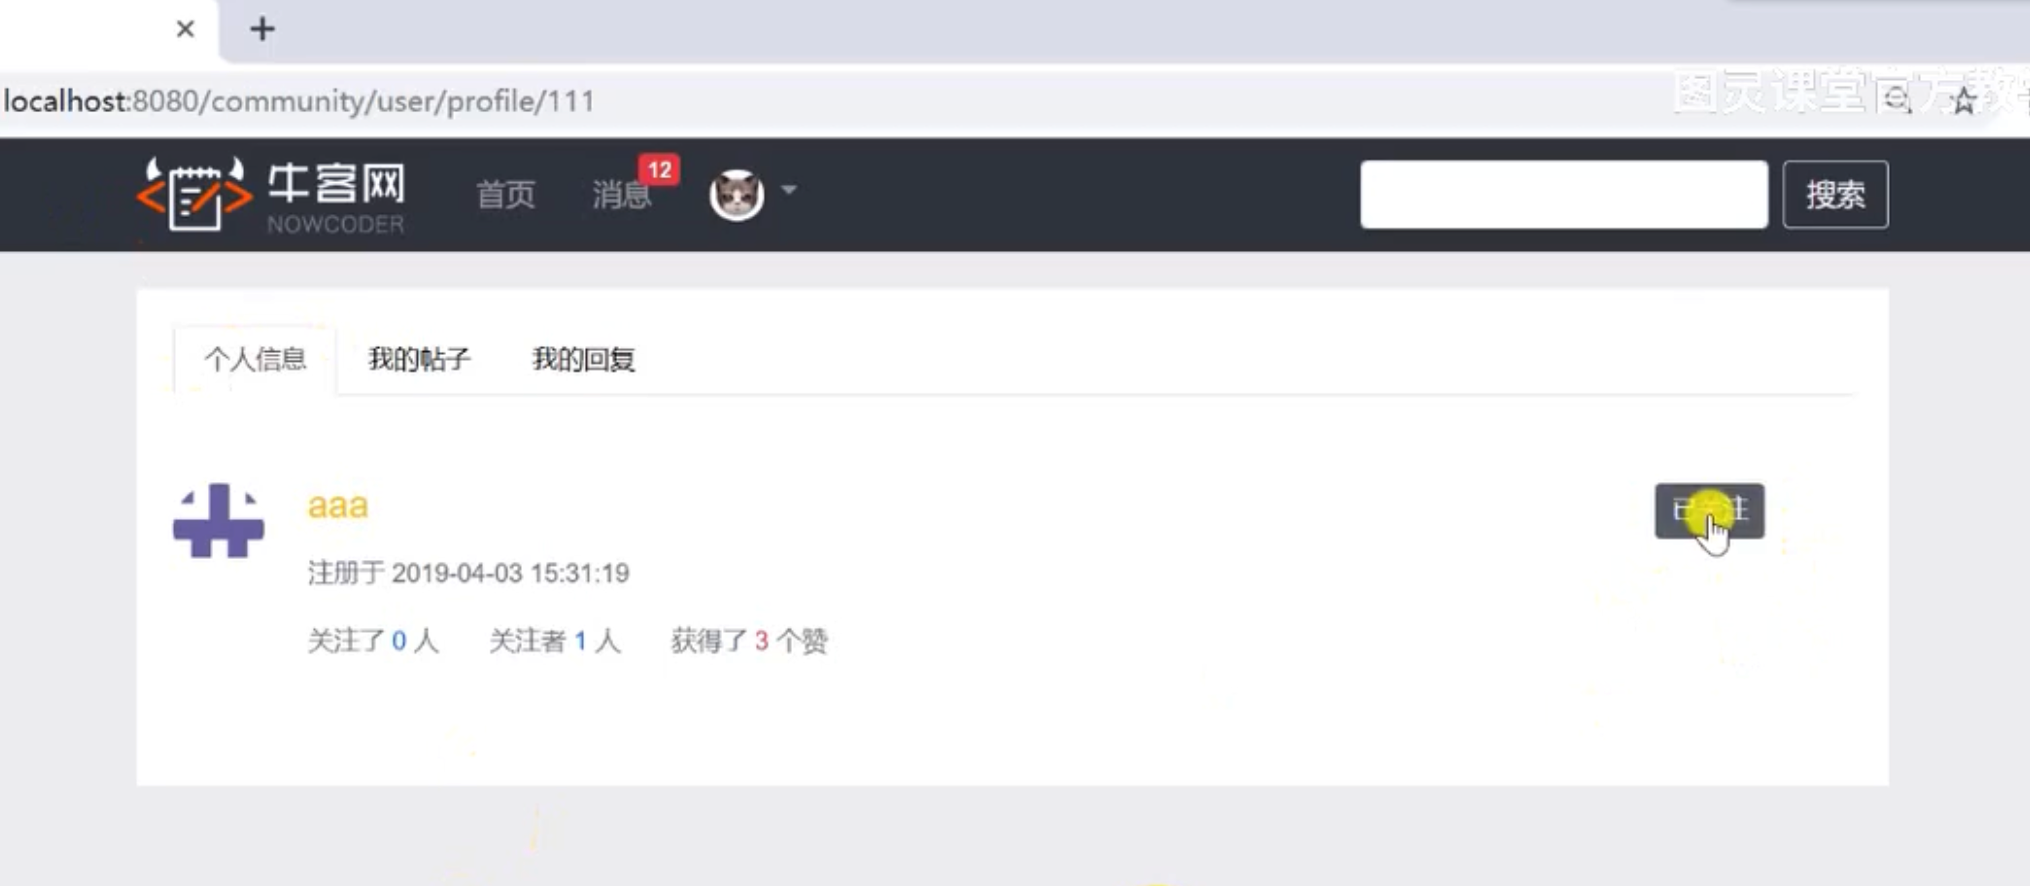 localhost:8080/community/user/profile/111
图灵课堂官方教
牛客网
NOWCODER
首页
消息
12
搜索
个人信息
我的帖子
我的回复
aaa
已关注
注册于 2019-04-03 15:31:19
关注了 0 人
关注者 1 人
获得了 3 个赞